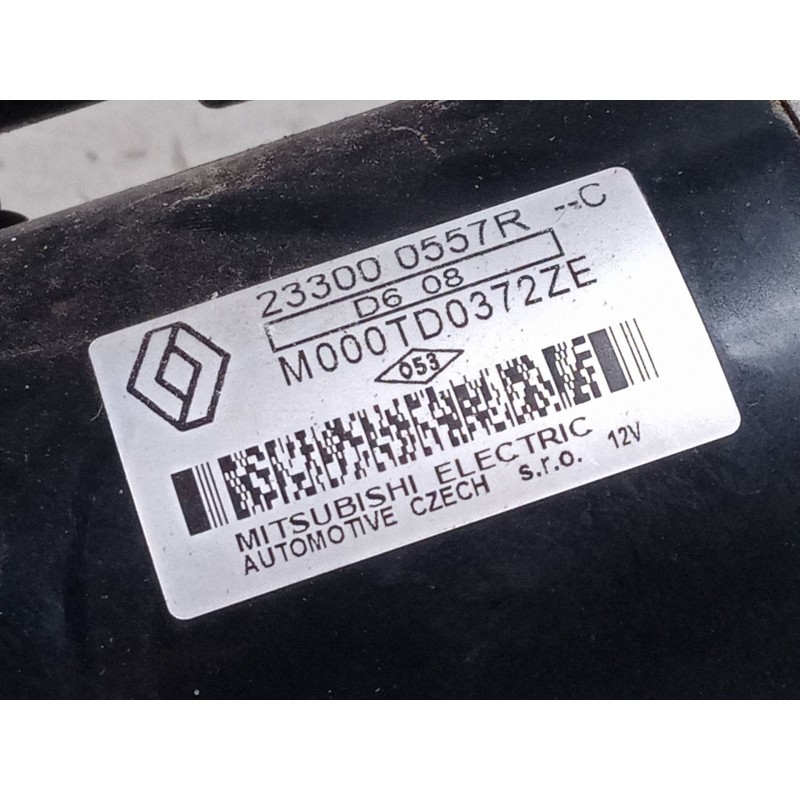 23300 0557R --C
D6 08
M000TD0372ZE
053
MITSUBISHI ELECTRIC
AUTOMOTIVE CZECH s.r.o. 12V